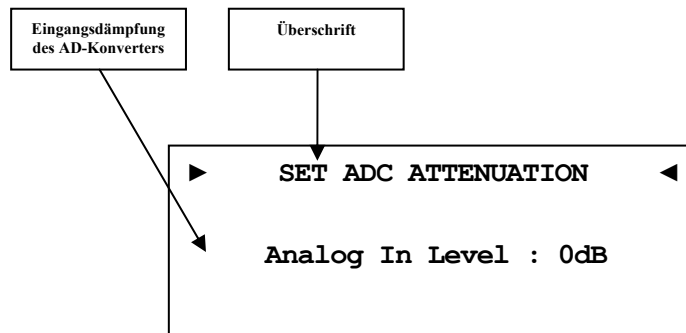 Eingangsdämpfung
des AD-Konverters
Überschrift
► SET ADC ATTENUATION ◄
Analog In Level : 0dB